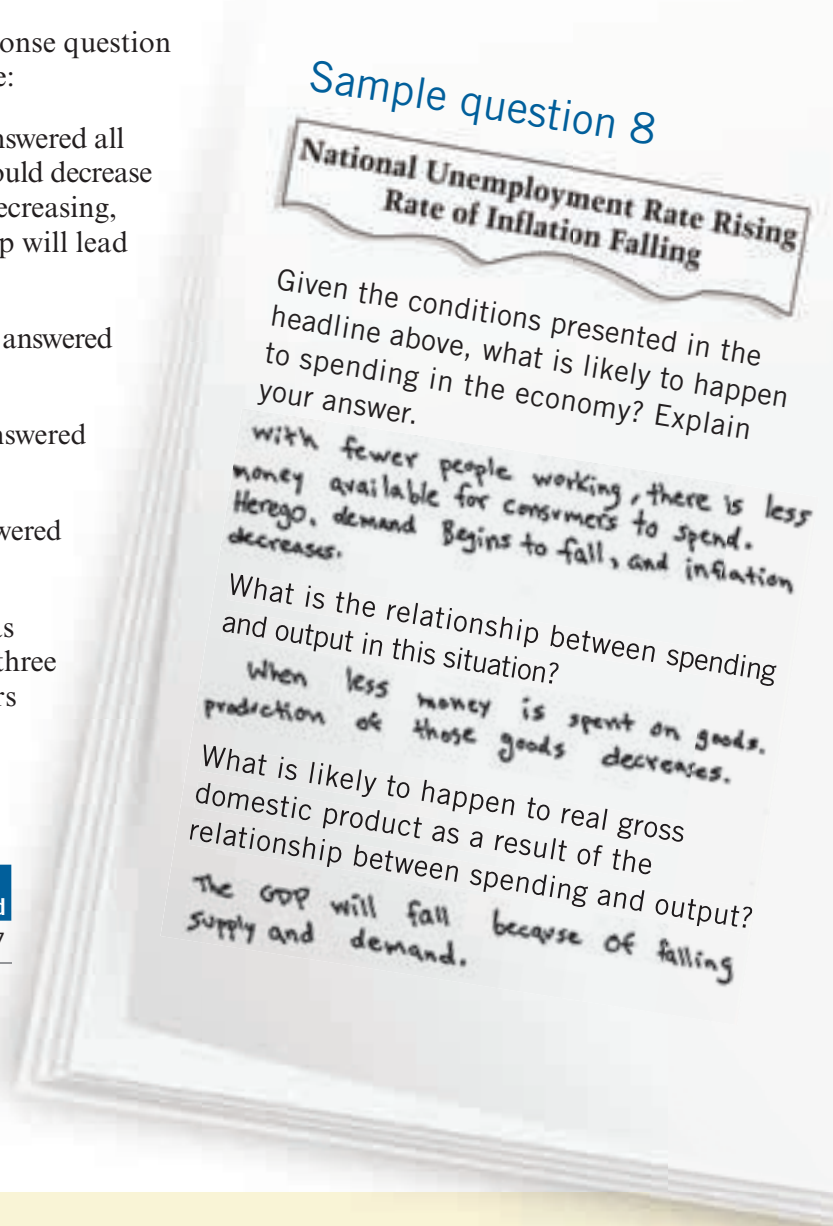 onse question
e:
nswered all
ould decrease
ecreasing,
p will lead
answered
nswered
wered
as
three
rs
d
7
Sample question 8
National Unemployment Rate Rising
Rate of Inflation Falling
Given the conditions presented in the
headline above, what is likely to happen
to spending in the economy? Explain
your answer.
with fewer people working, there is less
money available for consumers to spend.
Herego, demand Begins to fall, and inflation
decreases.
What is the relationship between spending
and output in this situation?
When less money is spent on goods.
production of those goods decreases.
What is likely to happen to real gross
domestic product as a result of the
relationship between spending and output?
The GDP will fall because of falling
supply and demand.